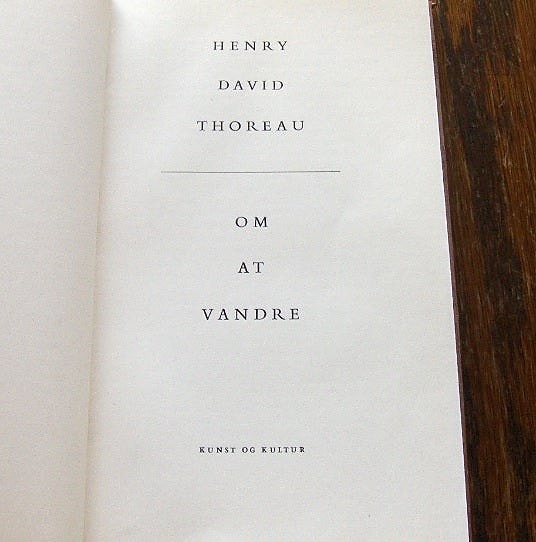 HENRY
DAVID
THOREAU
OM
AT
VANDRE
KUNST OG KULTUR